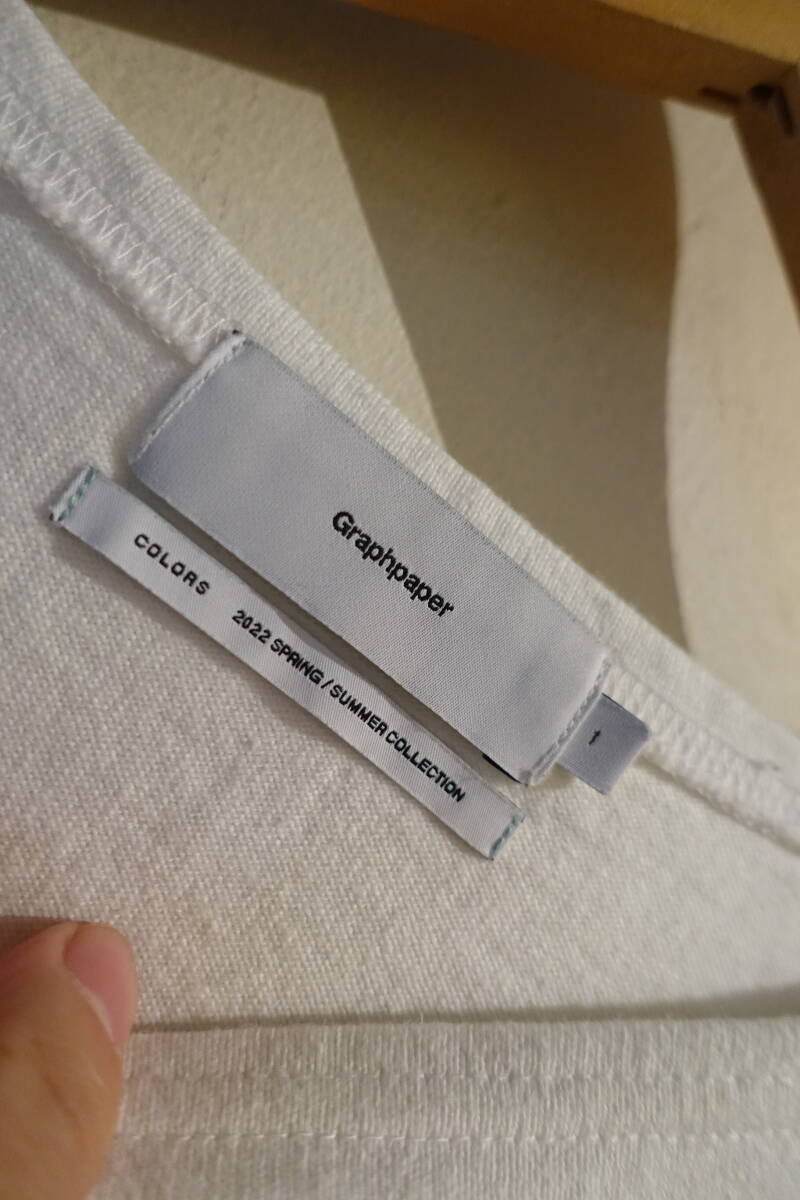 Graphpaper
1
COLORS 2022 SPRING / SUMMER COLLECTION